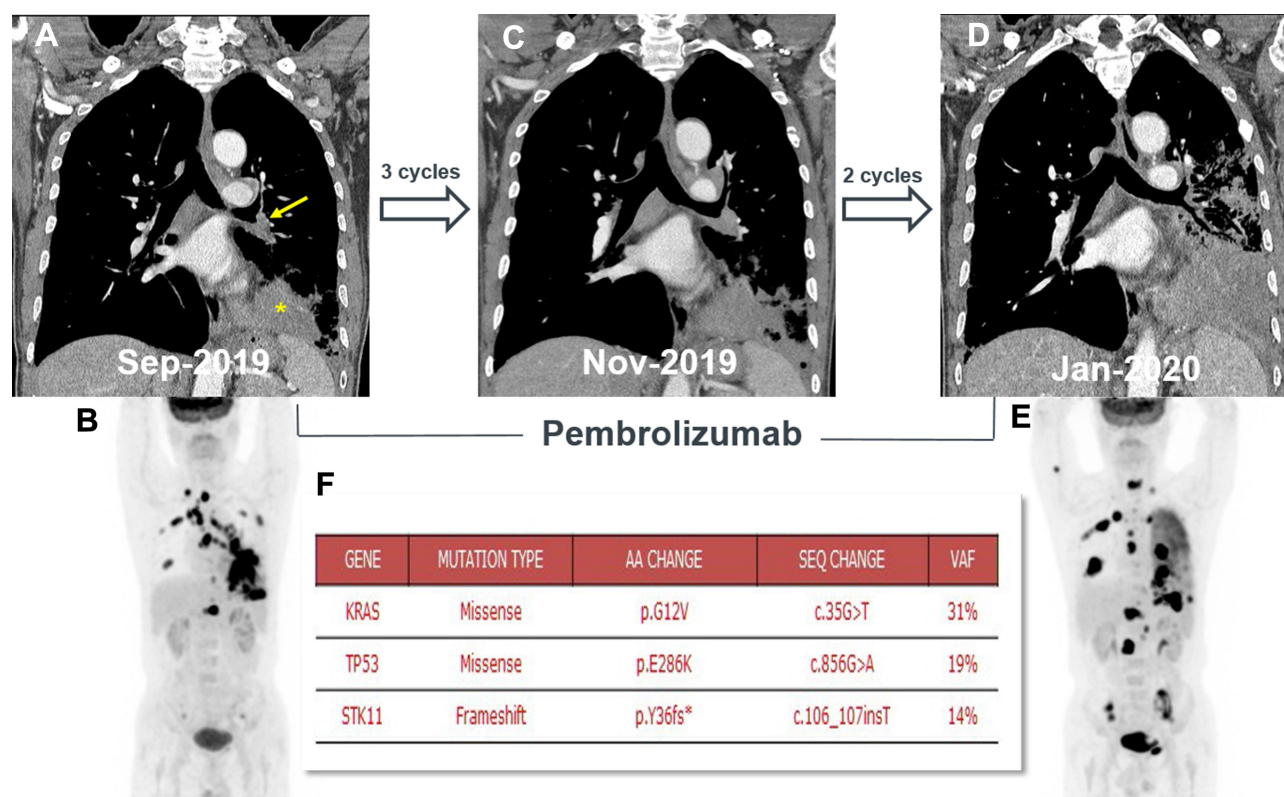 A
C
D
3 cycles
2 cycles
*
Sep-2019
Nov-2019
Jan-2020
B
Pembrolizumab
E
F
GENE MUTATION TYPE AA CHANGE SEQ CHANGE VAF
KRAS Missense p.G12V c.35G>T 31%
TP53 Missense p.E286K c.856G>A 19%
STK11 Frameshift p.Y36fs* c.106_107insT 14%